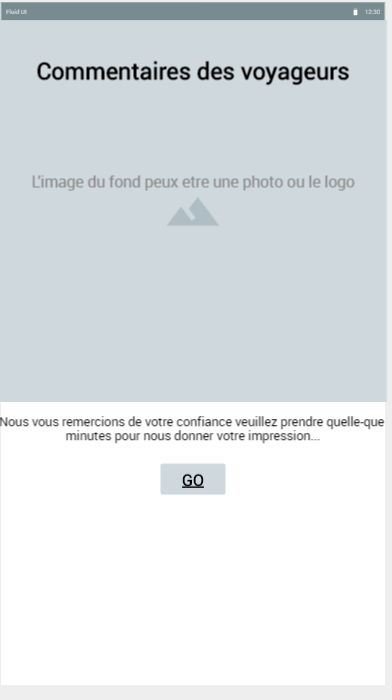 Fluid UI 12:30
Commentaires des voyageurs
L'image du fond peux etre une photo ou le logo
Nous vous remercions de votre confiance veuillez prendre quelle-que
minutes pour nous donner votre impression...
GO